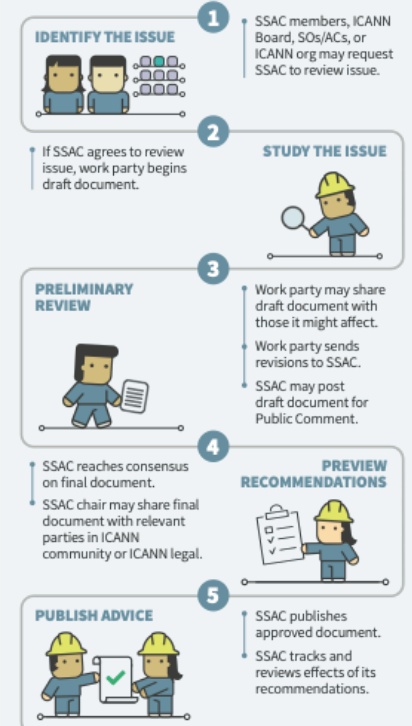 1
IDENTIFY THE ISSUE
SSAC members, ICANN
Board, SOs/ACs, or
ICANN org may request
SSAC to review issue.
2
STUDY THE ISSUE
If SSAC agrees to review
issue, work party begins
draft document.
3
PRELIMINARY
REVIEW
Work party may share
draft document with
those it might affect.
Work party sends
revisions to SSAC.
SSAC may post
draft document for
Public Comment.
4
PREVIEW
RECOMMENDATIONS
SSAC reaches consensus
on final document.
SSAC chair may share final
document with relevant
parties in ICANN
community or ICANN legal.
5
PUBLISH ADVICE
SSAC publishes
approved document.
SSAC tracks and
reviews effects of its
recommendations.